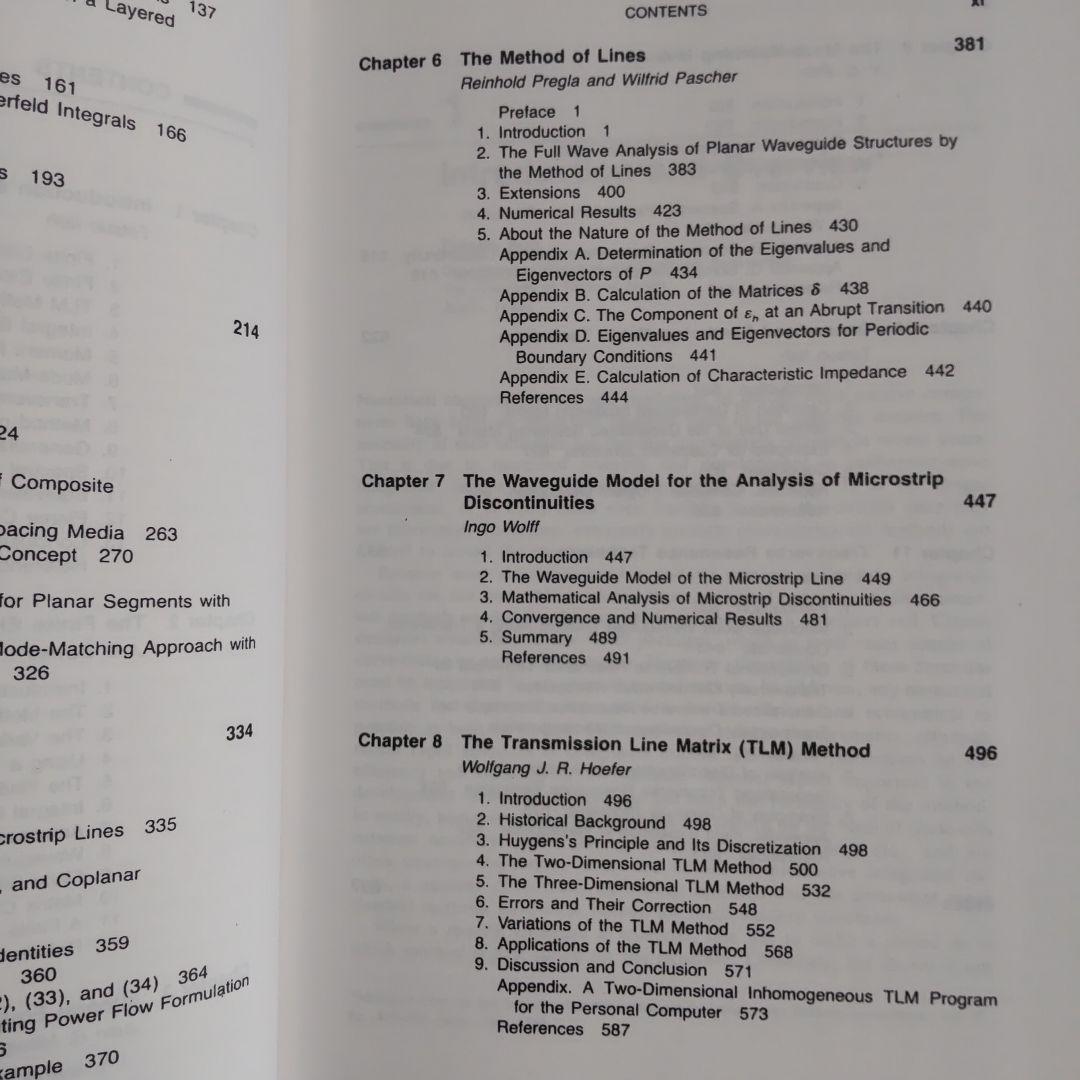 137
Layered
161
Integrals 166
193
214
Composite
Media 263
Concept 270
for Planar Segments with
Mode-Matching Approach with
326
334
Lines 335
, and Coplanar
359
360
), (33), and (34) 364
ting Power Flow Formulation
370
CONTENTS
xi
Chapter 6 The Method of Lines 381
Reinhold Pregla and Wilfrid Pascher
Preface 1
1. Introduction 1
2. The Full Wave Analysis of Planar Waveguide Structures by
the Method of Lines 383
3. Extensions 400
4. Numerical Results 423
5. About the Nature of the Method of Lines 430
Appendix A. Determination of the Eigenvalues and
Eigenvectors of P 434
Appendix B. Calculation of the Matrices δ 438
Appendix C. The Component of εₙ at an Abrupt Transition 440
Appendix D. Eigenvalues and Eigenvectors for Periodic
Boundary Conditions 441
Appendix E. Calculation of Characteristic Impedance 442
References 444
Chapter 7 The Waveguide Model for the Analysis of Microstrip
Discontinuities 447
Ingo Wolff
1. Introduction 447
2. The Waveguide Model of the Microstrip Line 449
3. Mathematical Analysis of Microstrip Discontinuities 466
4. Convergence and Numerical Results 481
5. Summary 489
References 491
Chapter 8 The Transmission Line Matrix (TLM) Method 496
Wolfgang J. R. Hoefer
1. Introduction 496
2. Historical Background 498
3. Huygens's Principle and Its Discretization 498
4. The Two-Dimensional TLM Method 500
5. The Three-Dimensional TLM Method 532
6. Errors and Their Correction 548
7. Variations of the TLM Method 552
8. Applications of the TLM Method 568
9. Discussion and Conclusion 571
Appendix. A Two-Dimensional Inhomogeneous TLM Program
for the Personal Computer 573
References 587